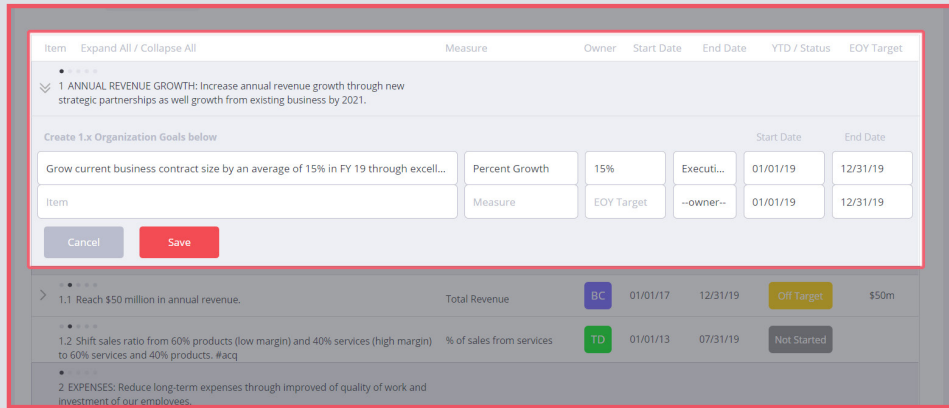 Item Expand All / Collapse All Measure Owner Start Date End Date YTD / Status EOY Target
1 ANNUAL REVENUE GROWTH: Increase annual revenue growth through new
strategic partnerships as well growth from existing business by 2021.
Create 1.x Organization Goals below Start Date End Date
Grow current business contract size by an average of 15% in FY 19 through excell... Percent Growth 15% Executi... 01/01/19 12/31/19
Item Measure EOY Target --owner-- 01/01/19 12/31/19
Cancel Save
1.1 Reach $50 million in annual revenue. Total Revenue BC 01/01/17 12/31/19 Off Target $50m
1.2 Shift sales ratio from 60% products (low margin) and 40% services (high margin) % of sales from services TD 01/01/13 07/31/19 Not Started
to 60% services and 40% products. #acq
2 EXPENSES: Reduce long-term expenses through improved of quality of work and
investment of our employees.